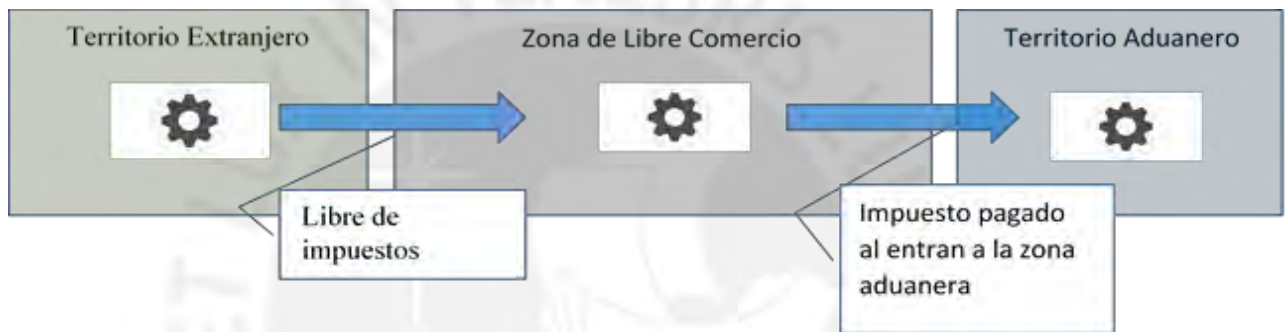 Territorio Extranjero
Zona de Libre Comercio
Territorio Aduanero
Libre de
impuestos
Impuesto pagado
al entran a la zona
aduanera